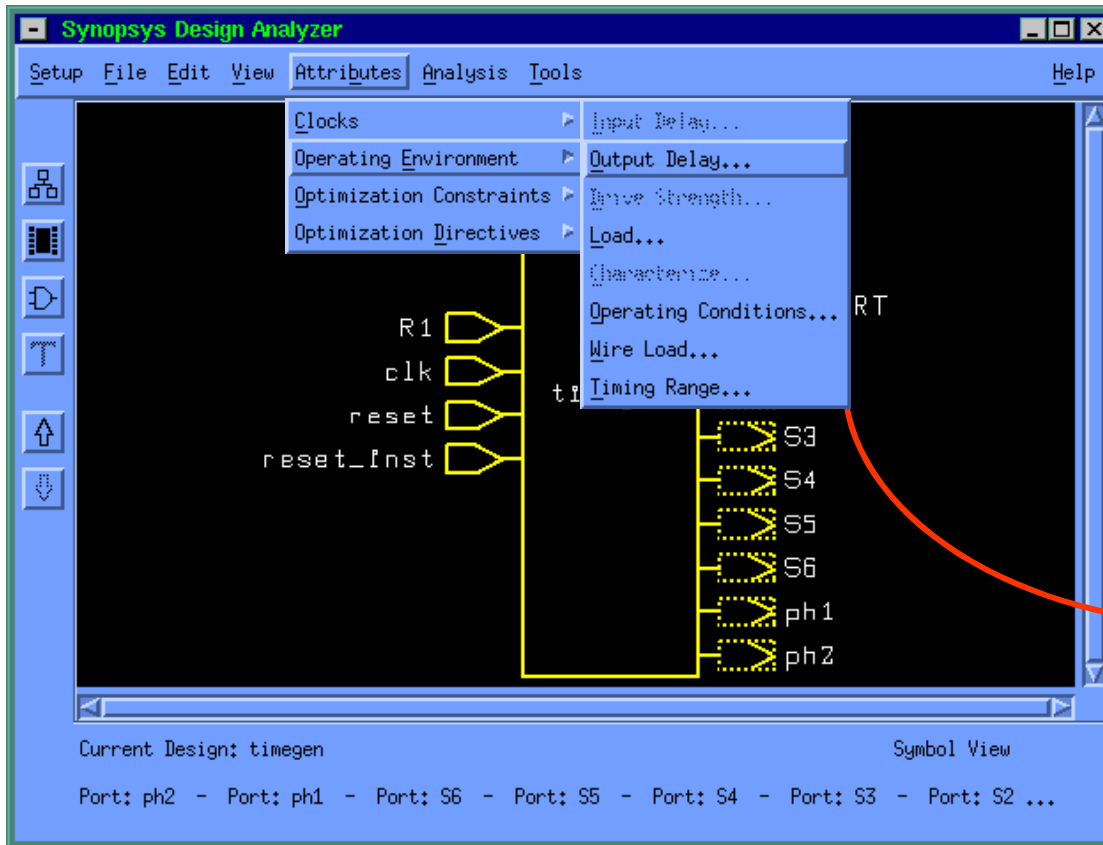 Synopsys Design Analyzer
Setup File Edit View Attributes Analysis Tools Help
Clocks
Operating Environment
Optimization Constraints
Optimization Directives
Input Delay...
Output Delay...
Drive Strength...
Load...
Characterize...
Operating Conditions...
Wire Load...
Timing Range...
RT
R1
clk
reset
reset_Inst
S3
S4
S5
S6
ph1
ph2
Current Design: timegen Symbol View
Port: ph2 - Port: ph1 - Port: S6 - Port: S5 - Port: S4 - Port: S3 - Port: S2 ...